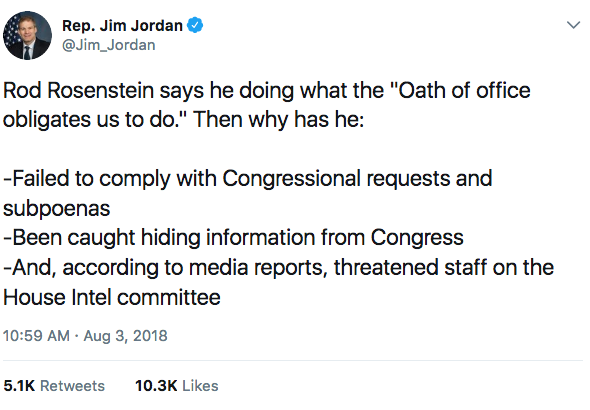 Rep. Jim Jordan
@Jim_Jordan
Rod Rosenstein says he doing what the "Oath of office
obligates us to do." Then why has he:
-Failed to comply with Congressional requests and
subpoenas
-Been caught hiding information from Congress
-And, according to media reports, threatened staff on the
House Intel committee
10:59 AM · Aug 3, 2018
5.1K Retweets 10.3K Likes